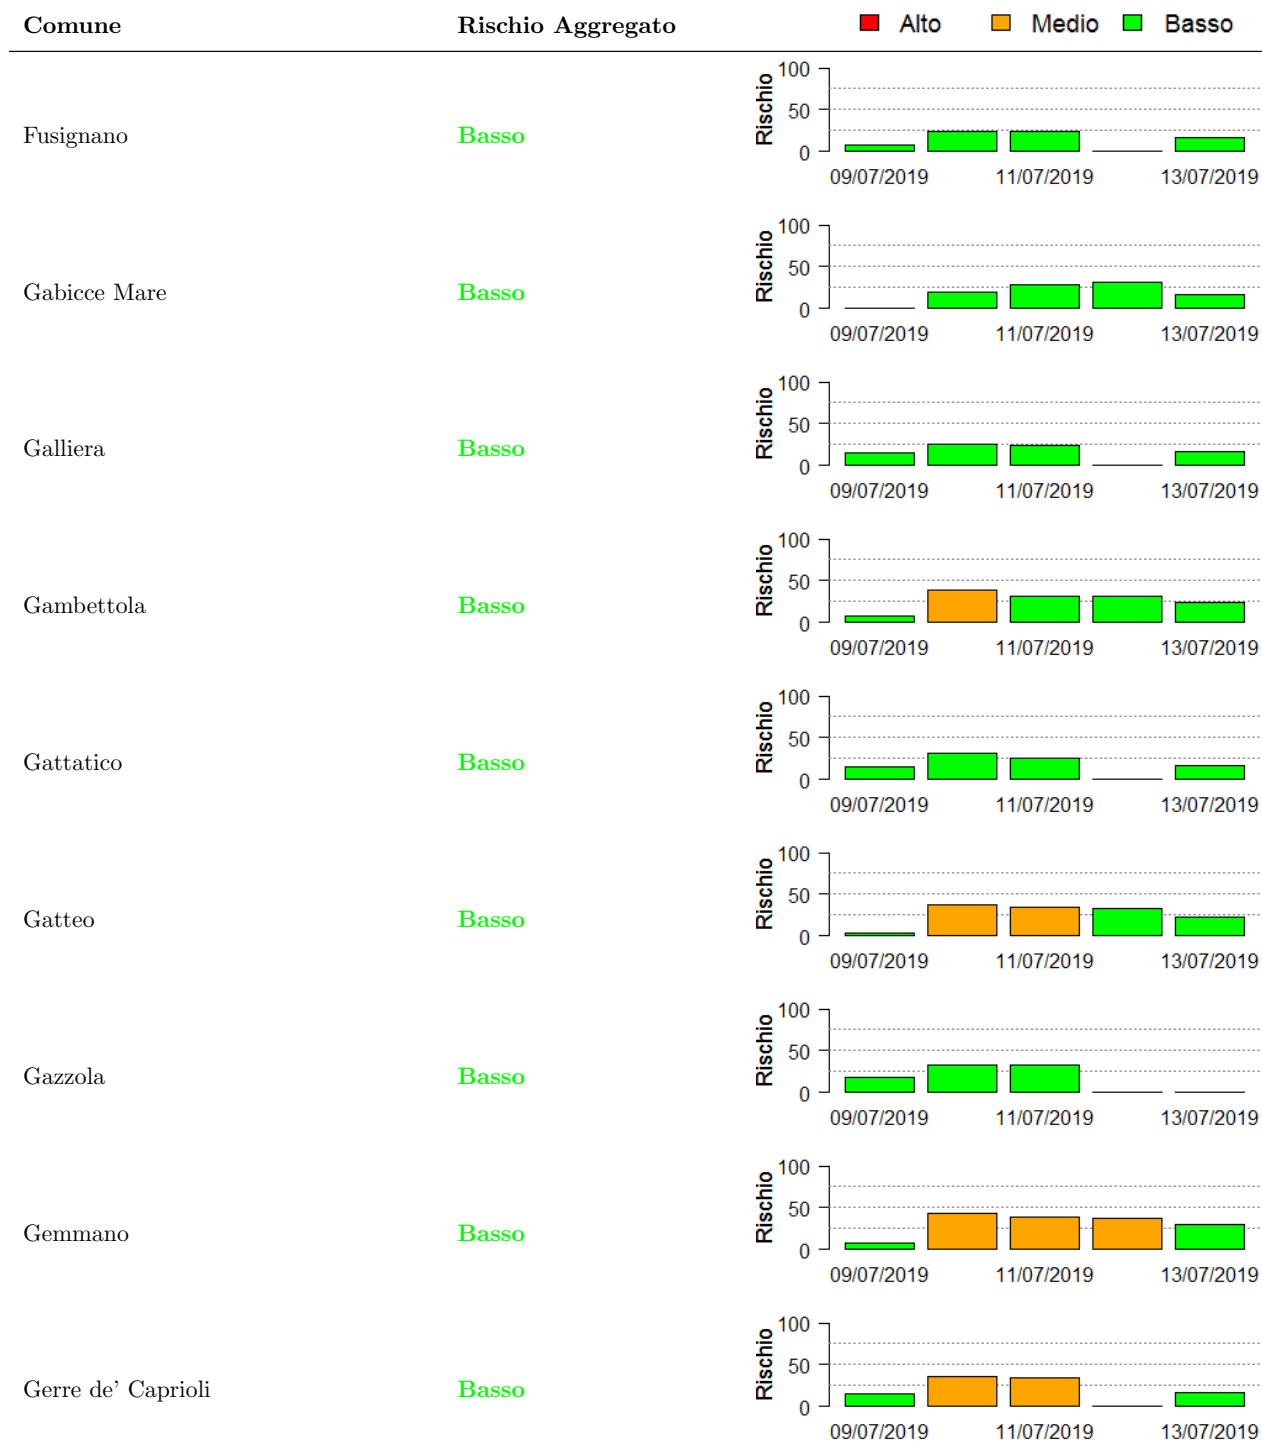 Comune Rischio Aggregato Alto Medio Basso
Fusignano Basso
Rischio
100
50
0
09/07/2019 11/07/2019 13/07/2019
Gabicce Mare Basso
Rischio
100
50
0
09/07/2019 11/07/2019 13/07/2019
Galliera Basso
Rischio
100
50
0
09/07/2019 11/07/2019 13/07/2019
Gambettola Basso
Rischio
100
50
0
09/07/2019 11/07/2019 13/07/2019
Gattatico Basso
Rischio
100
50
0
09/07/2019 11/07/2019 13/07/2019
Gatteo Basso
Rischio
100
50
0
09/07/2019 11/07/2019 13/07/2019
Gazzola Basso
Rischio
100
50
0
09/07/2019 11/07/2019 13/07/2019
Gemmano Basso
Rischio
100
50
0
09/07/2019 11/07/2019 13/07/2019
Gerre de' Caprioli Basso
Rischio
100
50
0
09/07/2019 11/07/2019 13/07/2019